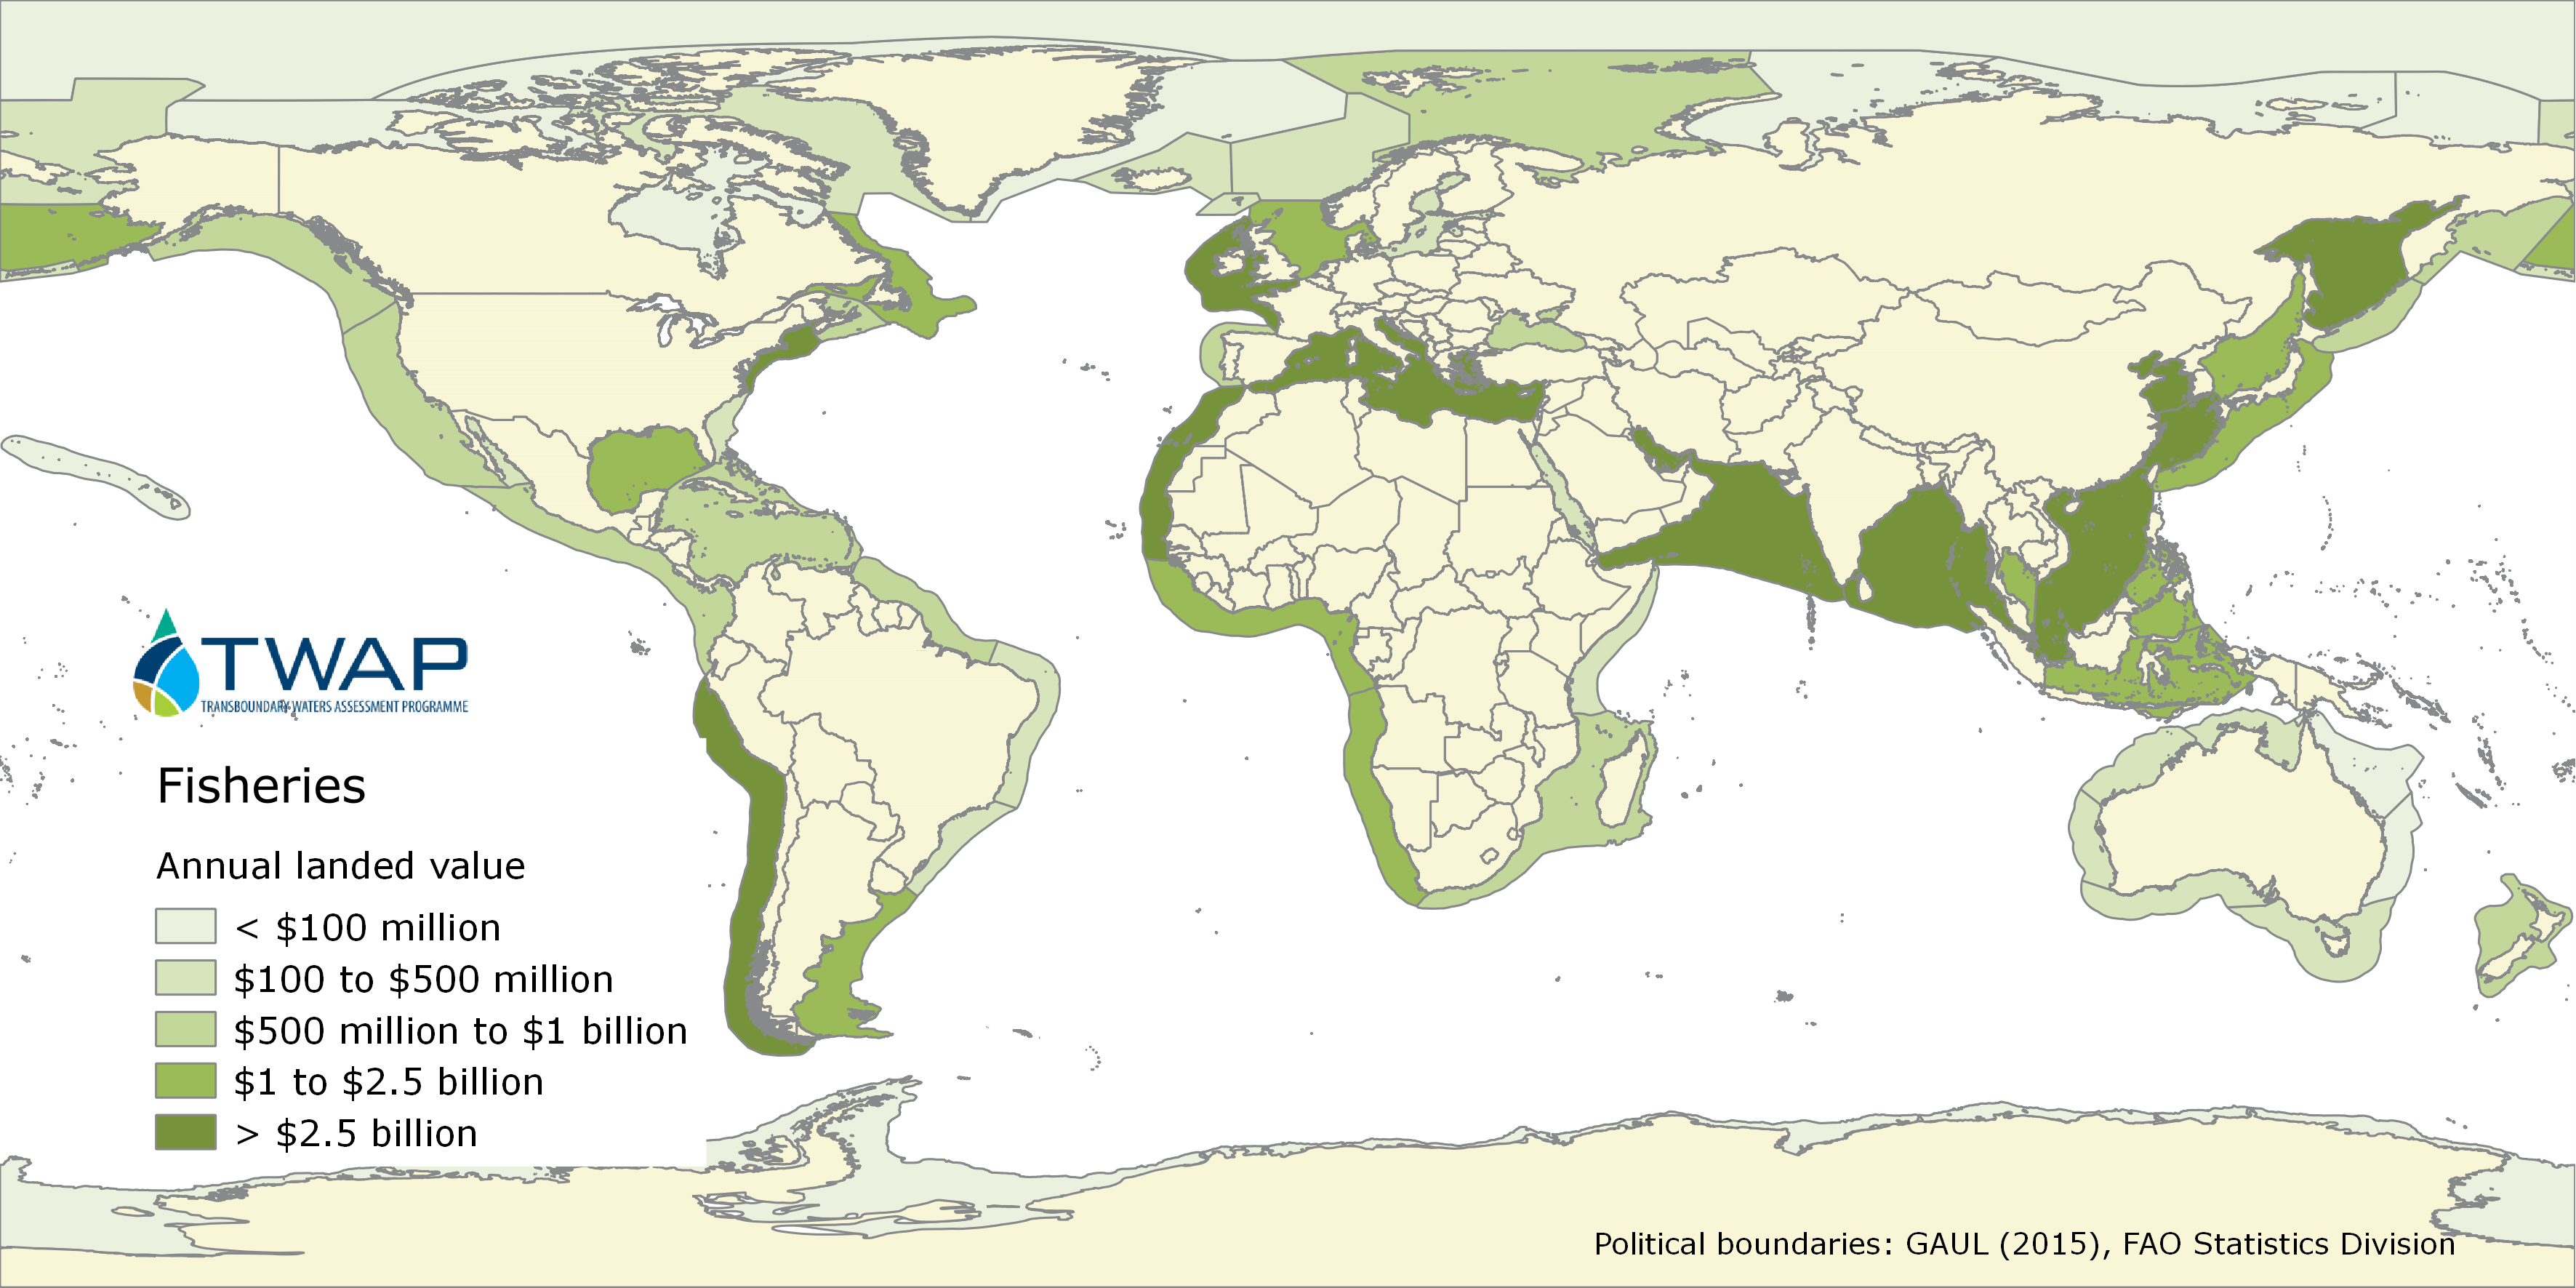 TWAP
TRANSBOUNDARY WATERS ASSESSMENT PROGRAMME
Fisheries
Annual landed value
< $100 million
$100 to $500 million
$500 million to $1 billion
$1 to $2.5 billion
> $2.5 billion
Political boundaries: GAUL (2015), FAO Statistics Division